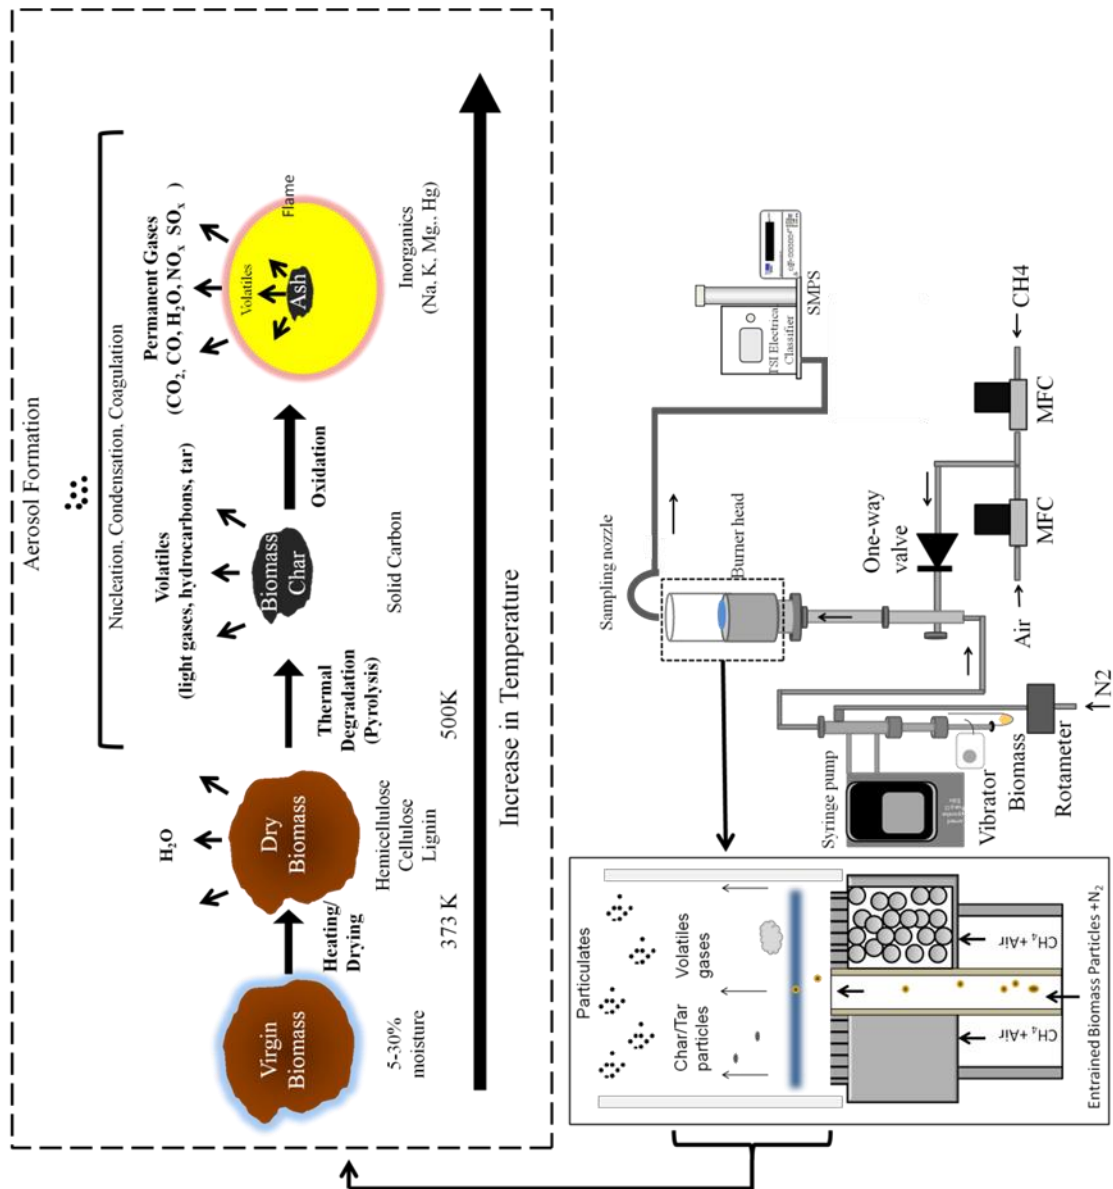 Aerosol Formation
Nucleation, Condensation, Coagulation
H₂O
Volatiles
(light gases, hydrocarbons, tar)
Permanent Gases
(CO₂, CO, H₂O, NOₓ SOₓ )
Virgin
Biomass
Heating/
Drying
Dry
Biomass
Thermal
Degradation
(Pyrolysis)
Biomass
Char
Oxidation
Volatiles
Ash
Flame
5-30%
moisture
Hemicellulose
Cellulose
Lignin
Solid Carbon
Inorganics
(Na, K, Mg,, Hg)
373 K
500K
Increase in Temperature
Particulates
Char/Tar
particles
Volatiles
gases
CH₄+Air
CH₄+Air
Entrained Biomass Particles +N₂
Syringe pump
Vibrator
Biomass
Rotameter
N2
Sampling nozzle
Burner head
One-way
valve
Air
MFC
MFC
CH4
TSI Electrical
Classifier
SMPS